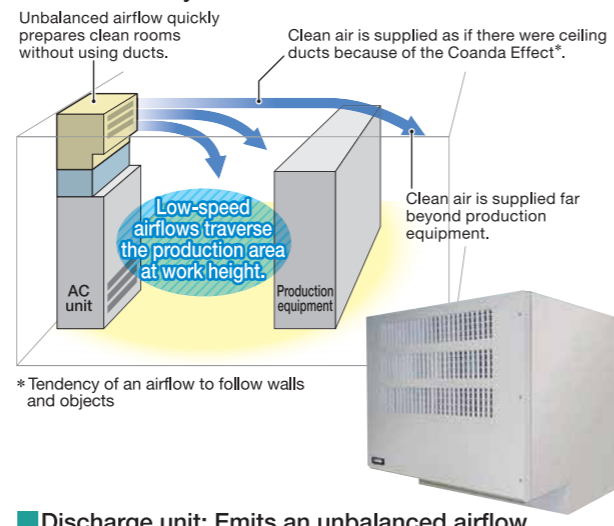 Unbalanced airflow quickly
prepares clean rooms
without using ducts.
Clean air is supplied as if there were ceiling
ducts because of the Coanda Effect*.
Clean air is supplied far
beyond production
equipment.
Low-speed
airflows traverse
the production area
at work height.
AC
unit
Production
equipment
* Tendency of an airflow to follow walls
and objects
Discharge unit: Emits an unbalanced airflow